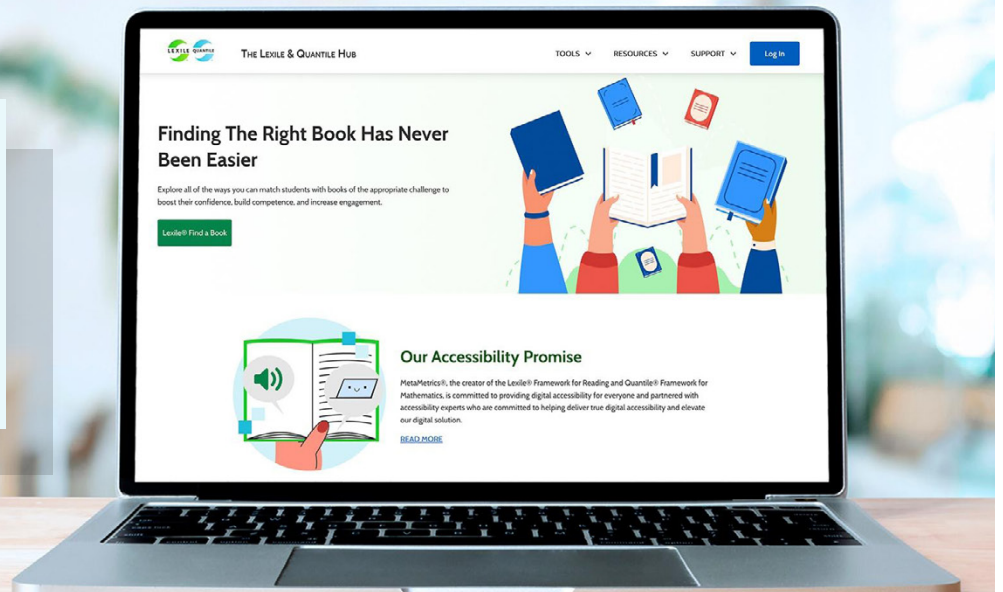 LEXILE QUANTILE
THE LEXILE & QUANTILE HUB
TOOLS
RESOURCES
SUPPORT
Log In
Finding The Right Book Has Never
Been Easier
Explore all of the ways you can match students with books of the appropriate challenge to
boost their confidence, build competence, and increase engagement.
Lexile® Find a Book
Our Accessibility Promise
MetaMetrics®, the creator of the Lexile® Framework for Reading and Quantile® Framework for
Mathematics, is committed to providing digital accessibility for everyone and partnered with
accessibility experts who are committed to helping deliver true digital accessibility and elevate
our digital solution.
READ MORE